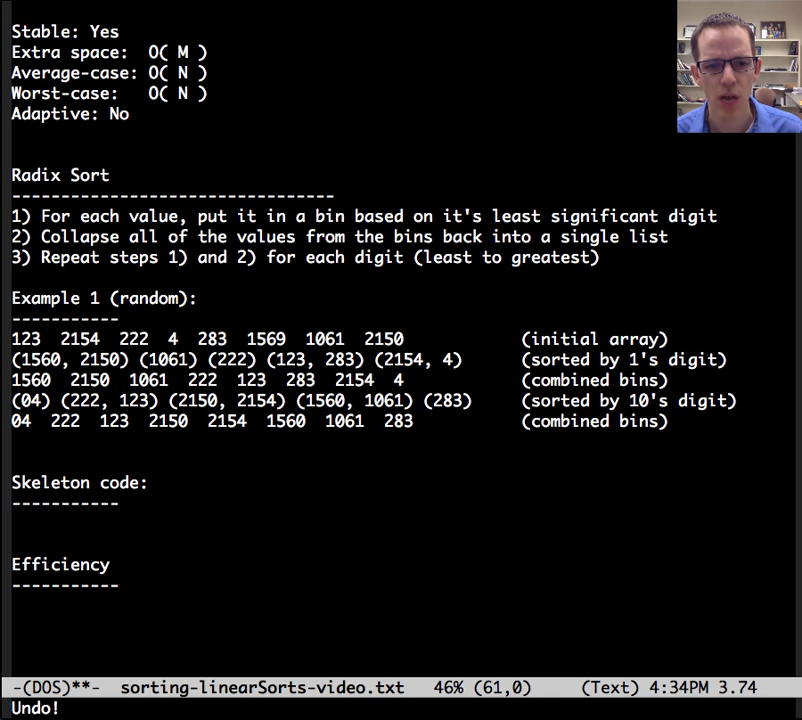 Stable: Yes
Extra space:  O( M )
Average-case: O( N )
Worst-case:   O( N )
Adaptive: No
Radix Sort
---------------------------------
1) For each value, put it in a bin based on it's least significant digit
2) Collapse all of the values from the bins back into a single list
3) Repeat steps 1) and 2) for each digit (least to greatest)
Example 1 (random):
-----------
123  2154  222  4  283  1569  1061  2150            (initial array)
(1560, 2150) (1061) (222) (123, 283) (2154, 4)      (sorted by 1's digit)
1560  2150  1061  222  123  283  2154  4            (combined bins)
(04) (222, 123) (2150, 2154) (1560, 1061) (283)     (sorted by 10's digit)
04  222  123  2150  2154  1560  1061  283           (combined bins)
Skeleton code:
-----------
Efficiency
-----------
-(DOS)**-  sorting-linearSorts-video.txt   46% (61,0)     (Text) 4:34PM 3.74
Undo!